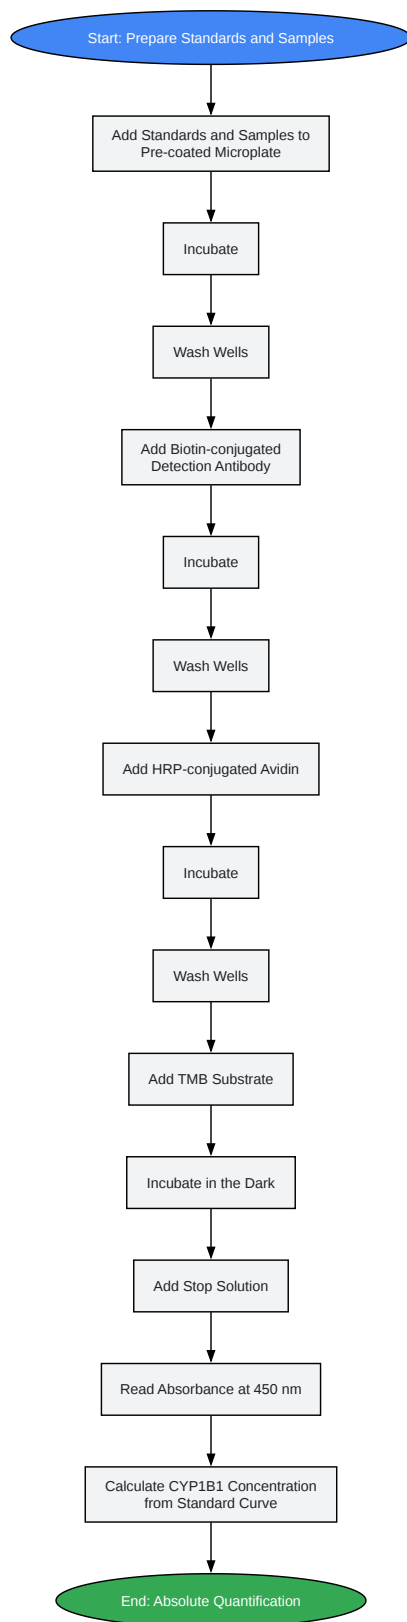 Start: Prepare Standards and Samples
Add Standards and Samples to
Pre-coated Microplate
Incubate
Wash Wells
Add Biotin-conjugated
Detection Antibody
Incubate
Wash Wells
Add HRP-conjugated Avidin
Incubate
Wash Wells
Add TMB Substrate
Incubate in the Dark
Add Stop Solution
Read Absorbance at 450 nm
Calculate CYP1B1 Concentration
from Standard Curve
End: Absolute Quantification